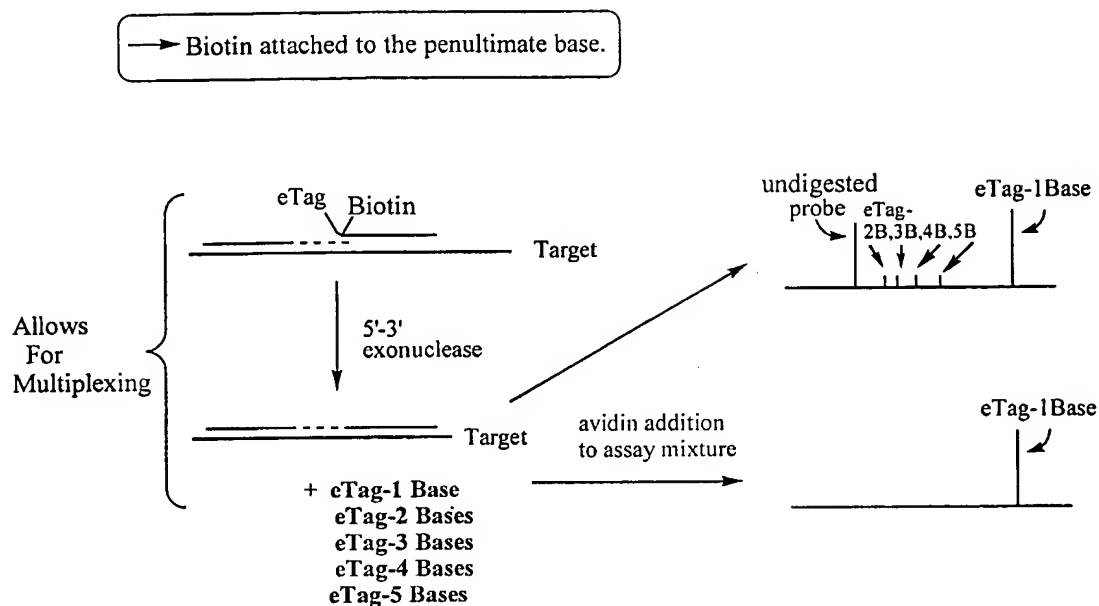 Biotin attached to the penultimate base.
eTag
Biotin
Target
5'-3'
exonuclease
Allows
For
Multiplexing
Target
+ eTag-1 Base
eTag-2 Bases
eTag-3 Bases
eTag-4 Bases
eTag-5 Bases
avidin addition
to assay mixture
undigested
probe
eTag-
2B,3B,4B,5B
eTag-1Base
eTag-1Base